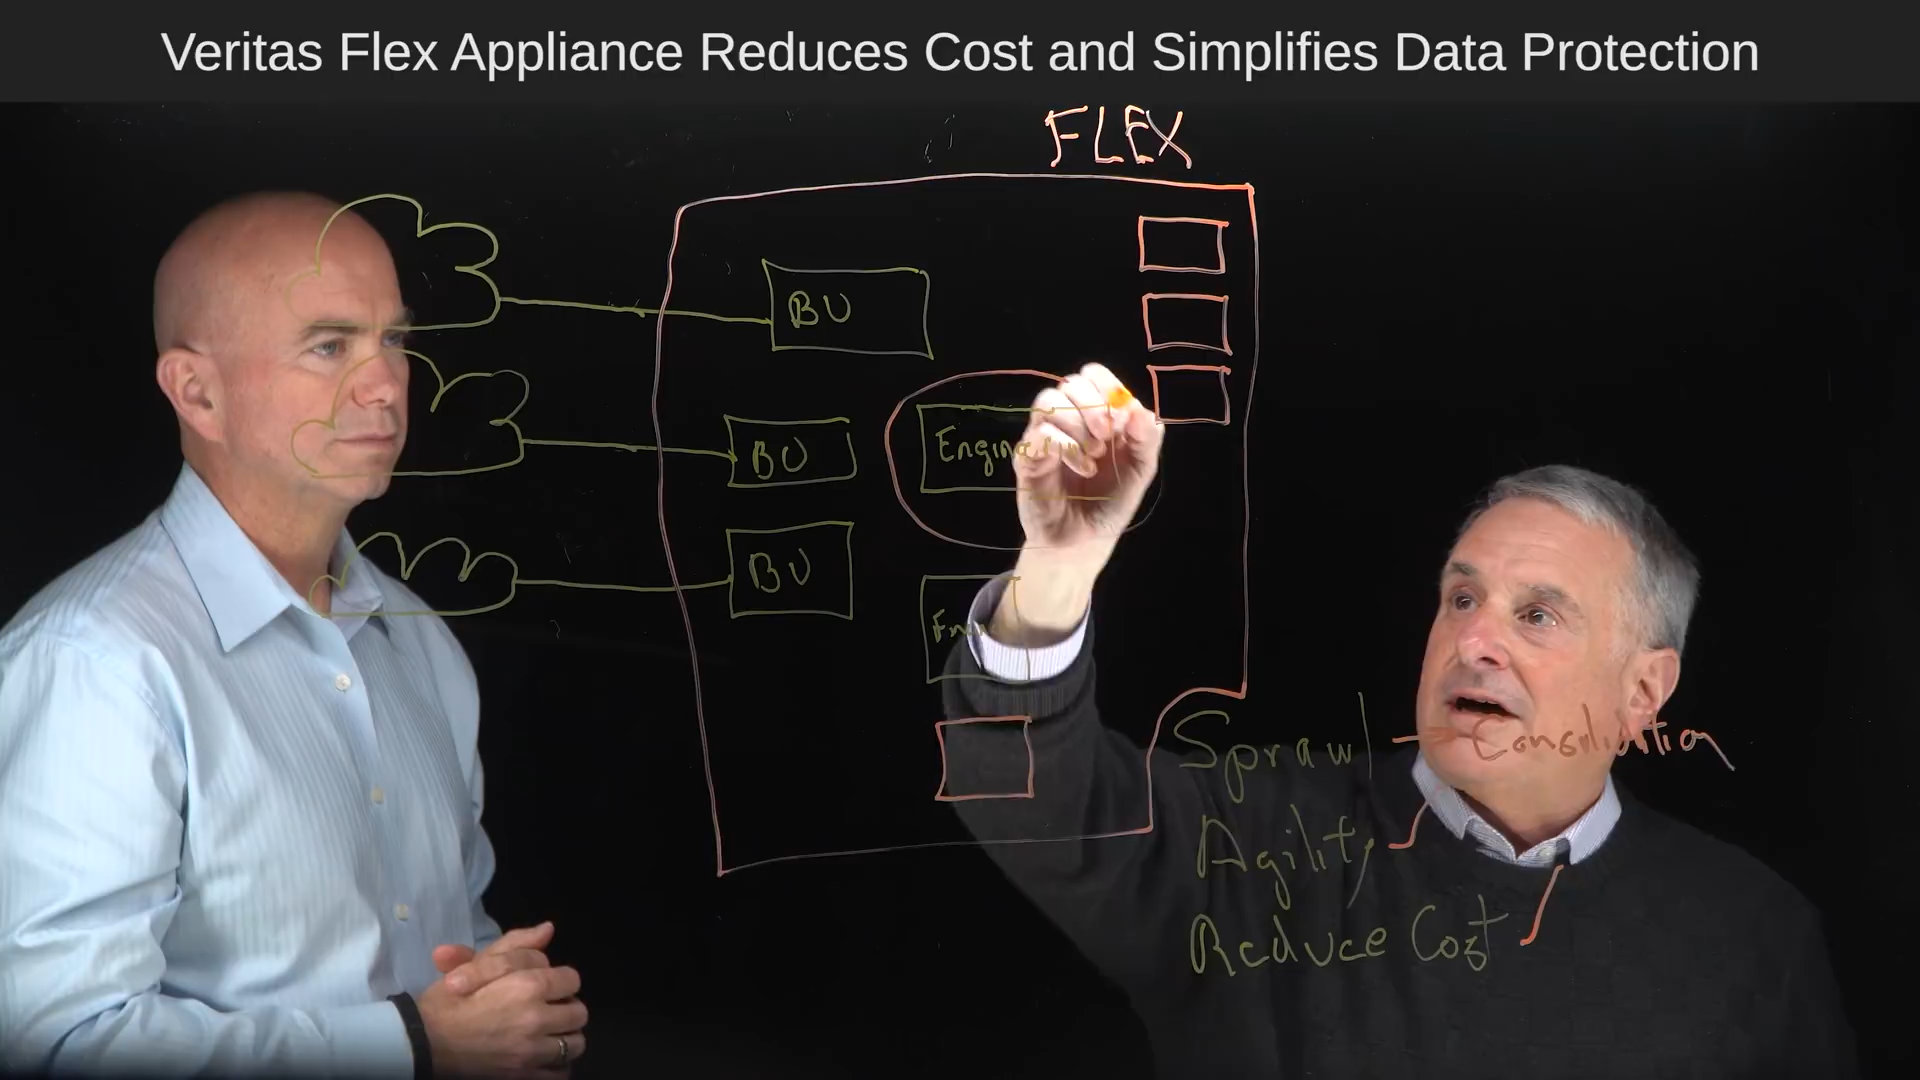 Veritas Flex Appliance Reduces Cost and Simplifies Data Protection
FLEX
BU
BU
BU
Sprawl
Consolidation
Agility
Reduce Cost